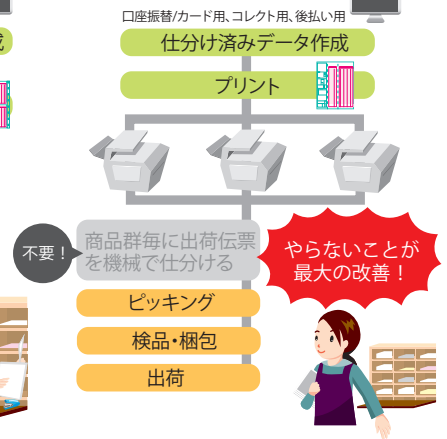 口座振替/カード用、コレクト用、後払い用
仕分け済みデータ作成
プリント
不要！
商品群毎に出荷伝票
を機械で仕分ける
やらないことが
最大の改善！
ピッキング
検品・梱包
出荷